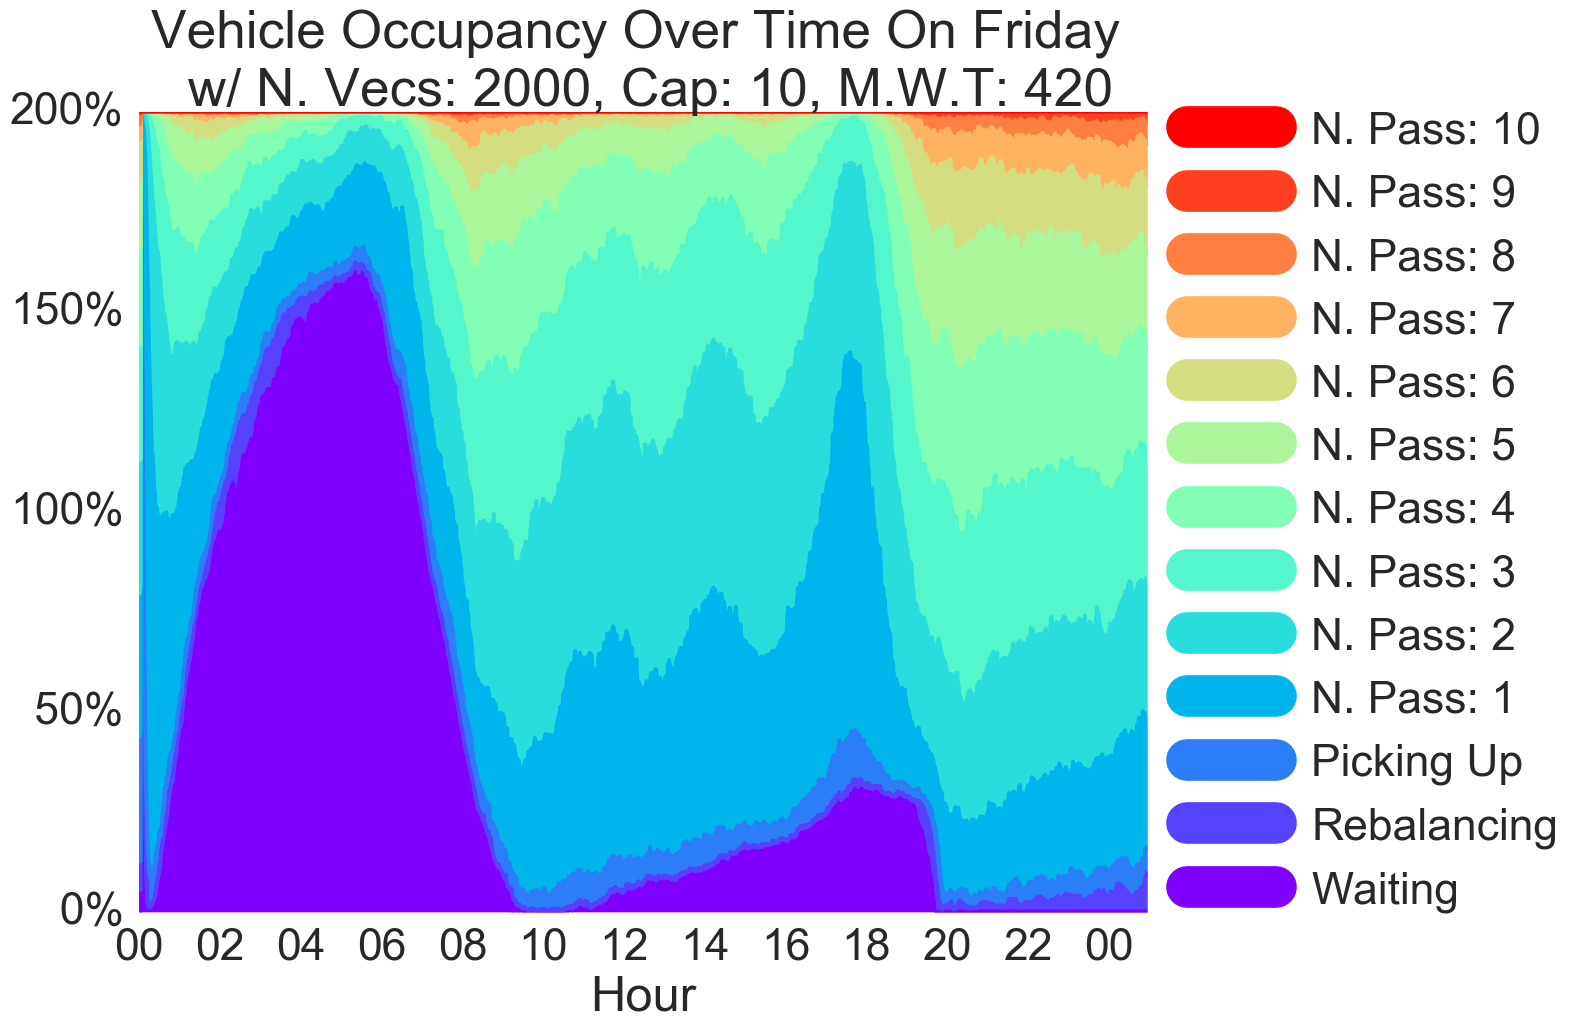 Vehicle Occupancy Over Time On Friday
w/ N. Vecs: 2000, Cap: 10, M.W.T: 420
200%
150%
100%
50%
0%
00 02 04 06 08 10 12 14 16 18 20 22 00
Hour
N. Pass: 10
N. Pass: 9
N. Pass: 8
N. Pass: 7
N. Pass: 6
N. Pass: 5
N. Pass: 4
N. Pass: 3
N. Pass: 2
N. Pass: 1
Picking Up
Rebalancing
Waiting